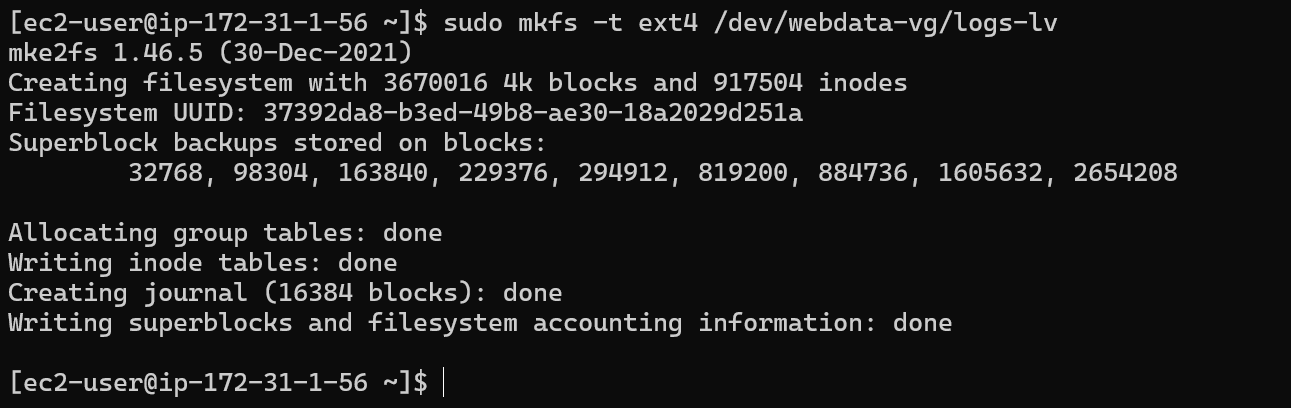 [ec2-user@ip-172-31-1-56 ~]$ sudo mkfs -t ext4 /dev/webdata-vg/logs-lv
mke2fs 1.46.5 (30-Dec-2021)
Creating filesystem with 3670016 4k blocks and 917504 inodes
Filesystem UUID: 37392da8-b3ed-49b8-ae30-18a2029d251a
Superblock backups stored on blocks:
        32768, 98304, 163840, 229376, 294912, 819200, 884736, 1605632, 2654208

Allocating group tables: done
Writing inode tables: done
Creating journal (16384 blocks): done
Writing superblocks and filesystem accounting information: done

[ec2-user@ip-172-31-1-56 ~]$